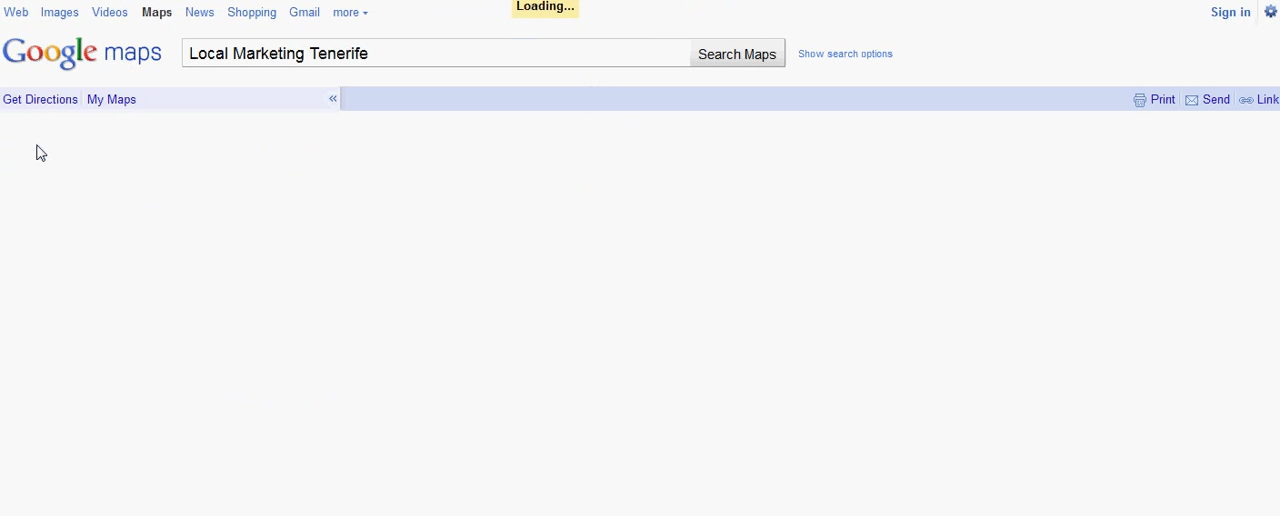 Web Images Videos Maps News Shopping Gmail more
Loading...
Sign in
Google maps
Local Marketing Tenerife
Search Maps
Show search options
Get Directions My Maps «
Print Send Link